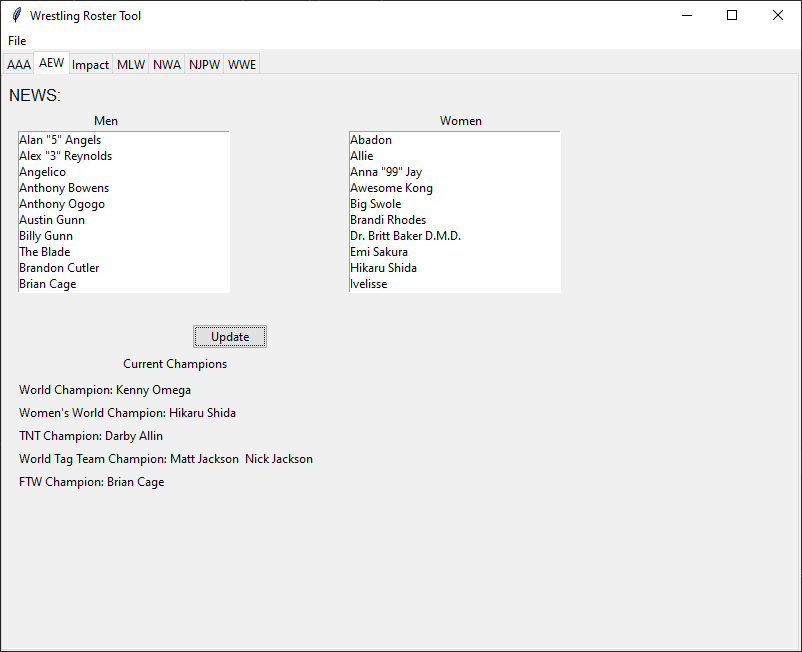 Wrestling Roster Tool
File
AAA AEW Impact MLW NWA NJPW WWE
NEWS:
Men
Alan "5" Angels
Alex "3" Reynolds
Angelico
Anthony Bowens
Anthony Ogogo
Austin Gunn
Billy Gunn
The Blade
Brandon Cutler
Brian Cage
Women
Abadon
Allie
Anna "99" Jay
Awesome Kong
Big Swole
Brandi Rhodes
Dr. Britt Baker D.M.D.
Emi Sakura
Hikaru Shida
Ivelisse
Update
Current Champions
World Champion: Kenny Omega
Women's World Champion: Hikaru Shida
TNT Champion: Darby Allin
World Tag Team Champion: Matt Jackson  Nick Jackson
FTW Champion: Brian Cage